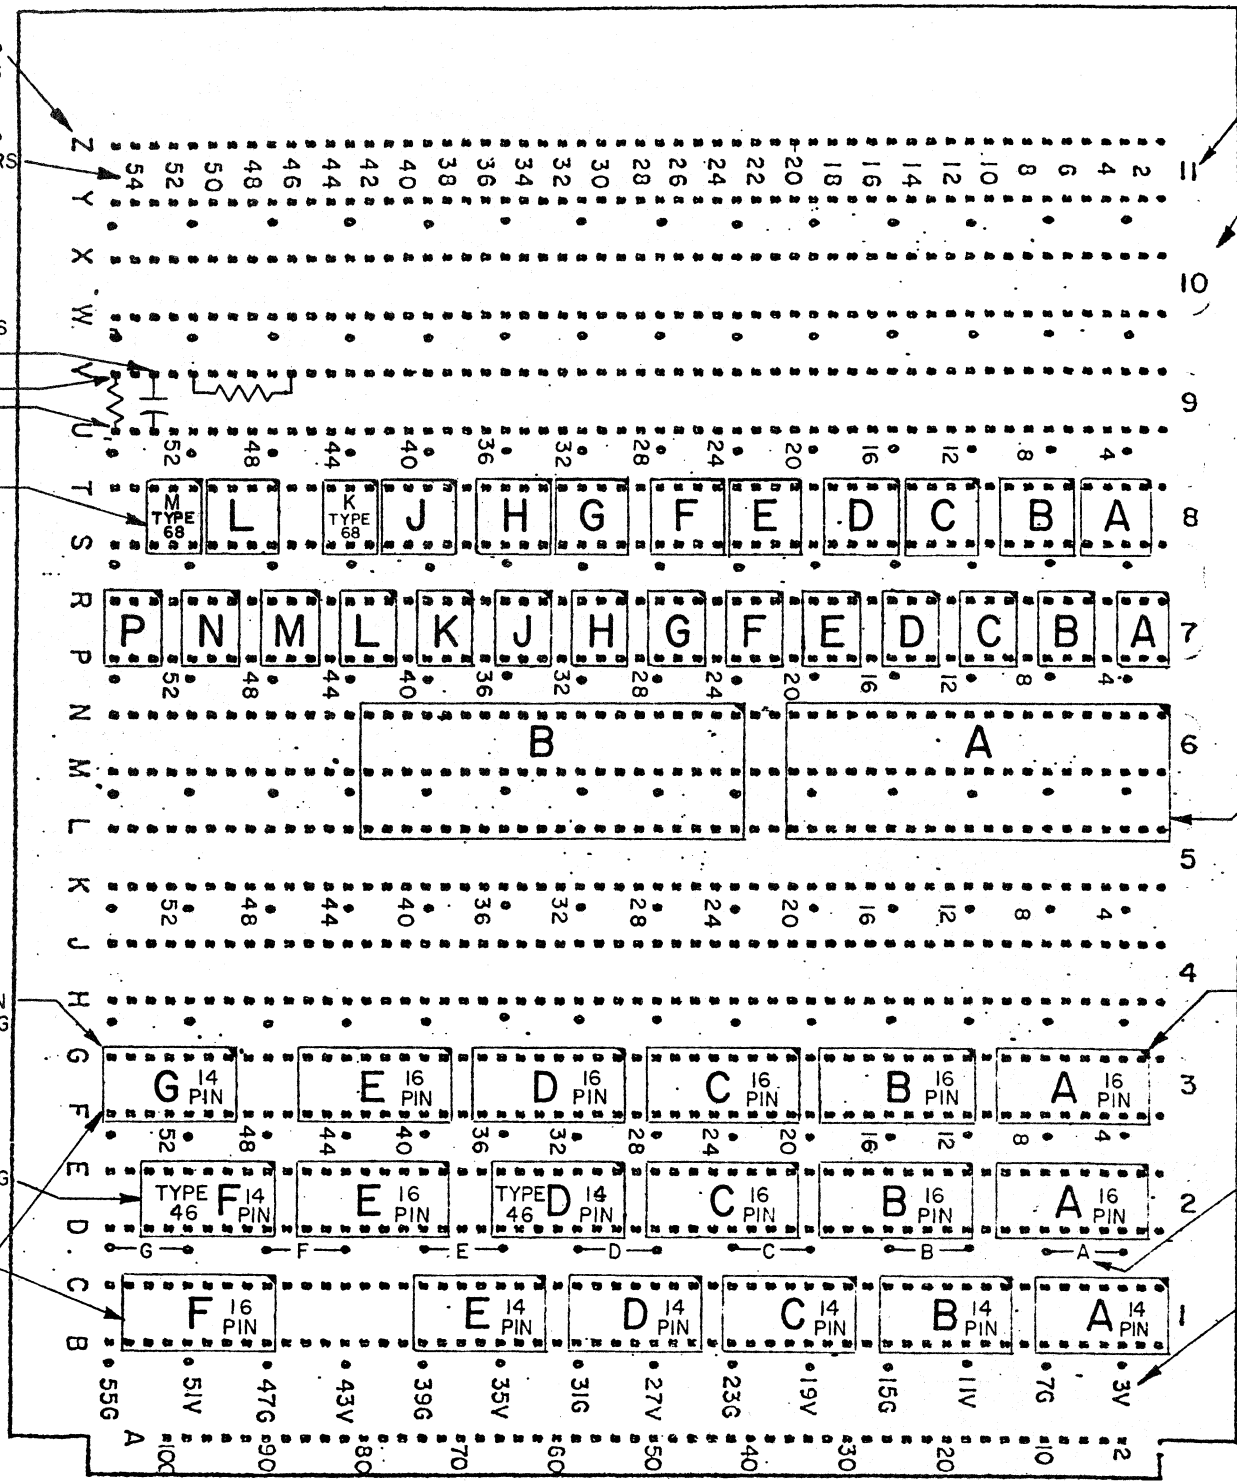 RS
S
N
G
G
Z
54 52 50 48 46 44 42 40 38 36 34 32 30 28 26 24 22 20 18 16 14 12 10 8 6 4 2
11
Y
X
10
W
V
9
U
52 48 44 40 36 32 28 24 20 16 12 8 4
T
M TYPE 68
L
K TYPE 68
J H G F E D C B A
8
S
R
P N M L K J H G F E D C B A
7
P
52 48 44 40 36 32 28 24 20 16 12 8 4
N
B A
6
M
L
5
K
52 48 44 40 36 32 28 24 20 16 12 8 4
J
4
H
G
G 14 PIN
E 16 PIN
D 16 PIN
C 16 PIN
B 16 PIN
A 16 PIN
3
F
52 48 44 40 36 32 28 24 20 16 12 8 4
E
TYPE 46 F 14 PIN
E 16 PIN
TYPE 46 D 14 PIN
C 16 PIN
B 16 PIN
A 16 PIN
2
D
G F E D C B A
C
F 16 PIN
E 14 PIN
D 14 PIN
C 14 PIN
B 14 PIN
A 14 PIN
1
B
55G 51V 47G 43V 39G 35V 31G 27V 23G 19V 15G 11V 7G 3V
A
100 90 80 70 60 50 40 30 20 10 2